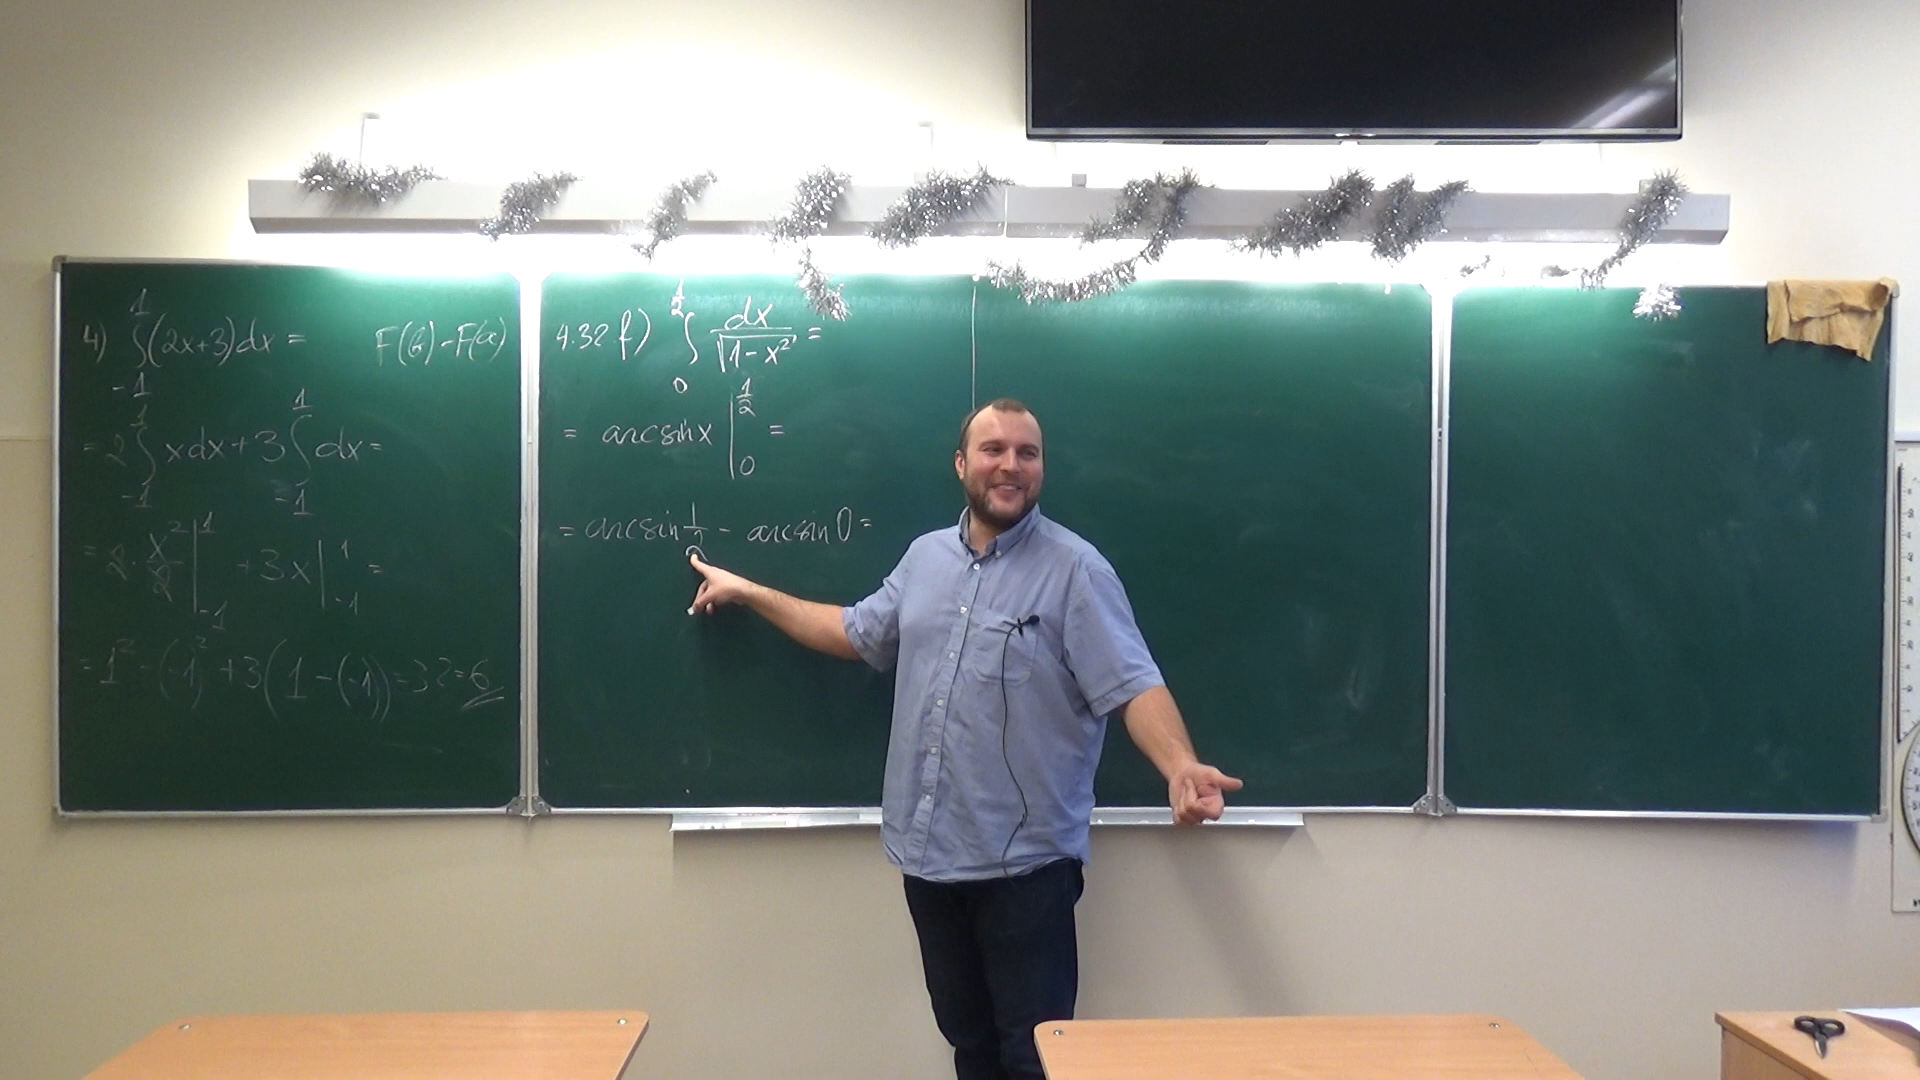 4) ∫₋₁¹(2x+3)dx = F(b)-F(a)
= 2∫₋₁¹ xdx + 3∫₋₁¹ dx =
= 2·x²/2|₋₁¹ + 3x|₋₁¹ =
= 1² - (-1)² + 3(1-(-1)) = 3·2 = 6
4.32 f) ∫₀^½ dx/√(1-x²) =
= arcsin x|₀^½ =
= arcsin 1/2 - arcsin 0 =